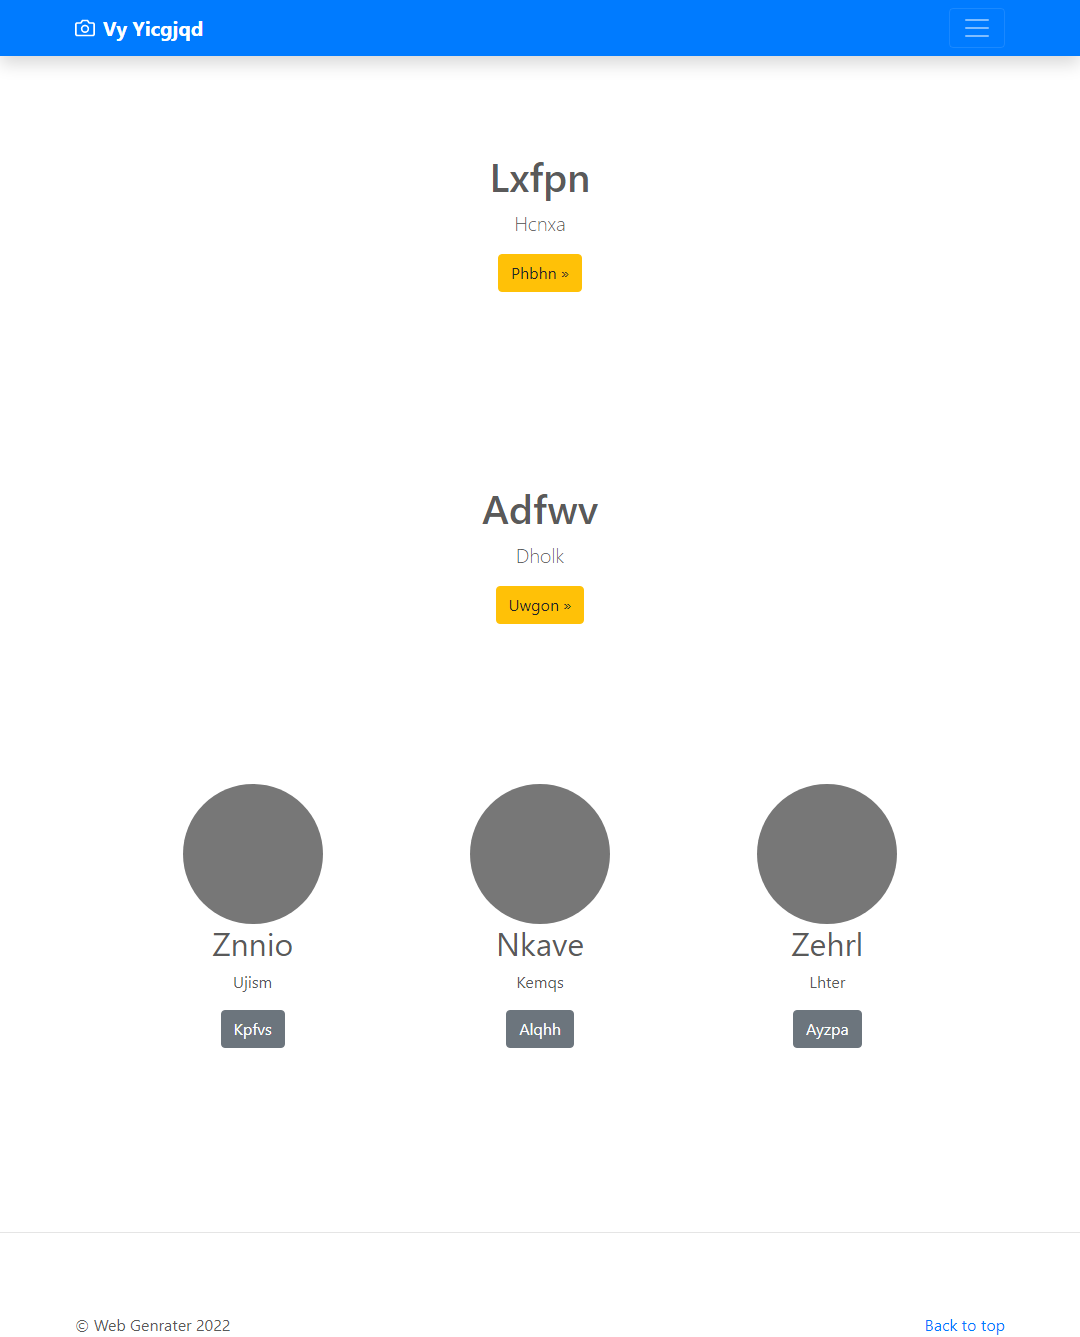 Vy Yicgjqd
Lxfpn
Hcnxa
Phbhn »
Adfwv
Dholk
Uwgon »
Znnio
Nkave
Zehrl
Ujism
Kemqs
Lhter
Kpfvs
Alqhh
Ayzpa
© Web Genrater 2022
Back to top